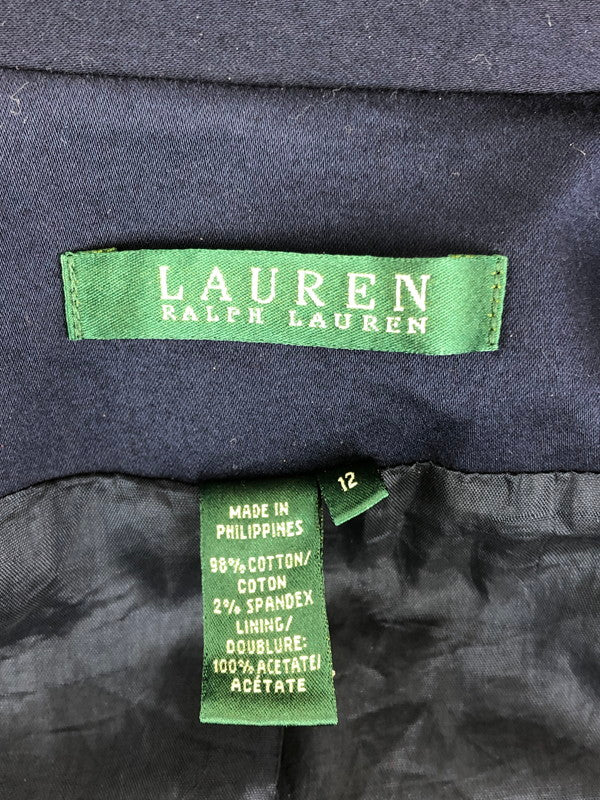 LAUREN
RALPH LAUREN
12
MADE IN
PHILIPPINES
98% COTTON/
COTON
2% SPANDEX
LINING/
DOUBLURE:
100% ACETATE/
ACÉTATE